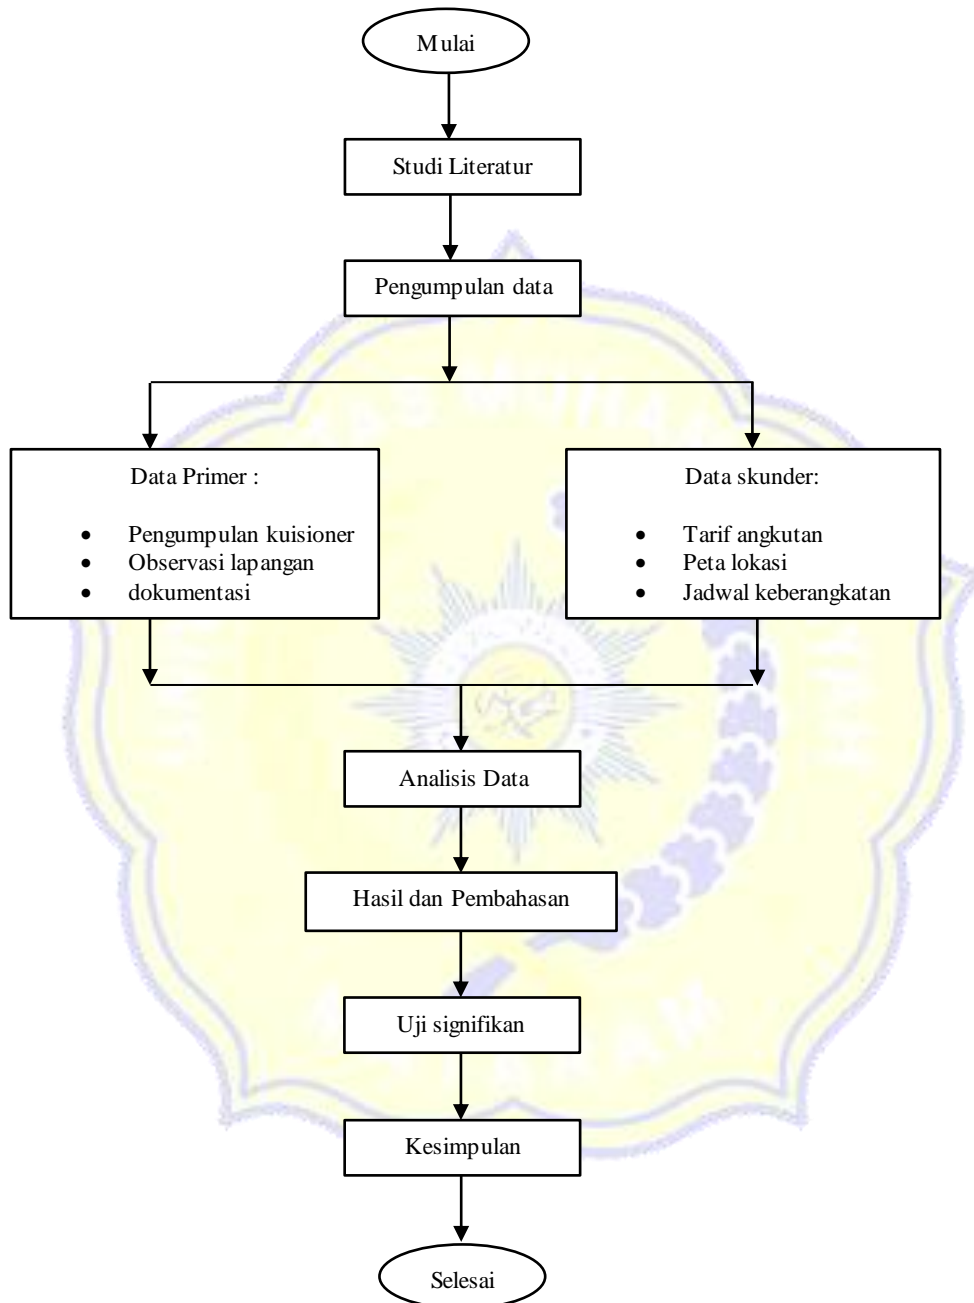 Mulai
Studi Literatur
Pengumpulan data
Data Primer :
• Pengumpulan kuisioner
• Observasi lapangan
• dokumentasi
Data skunder:
• Tarif angkutan
• Peta lokasi
• Jadwal keberangkatan
Analisis Data
Hasil dan Pembahasan
Uji signifikan
Kesimpulan
Selesai